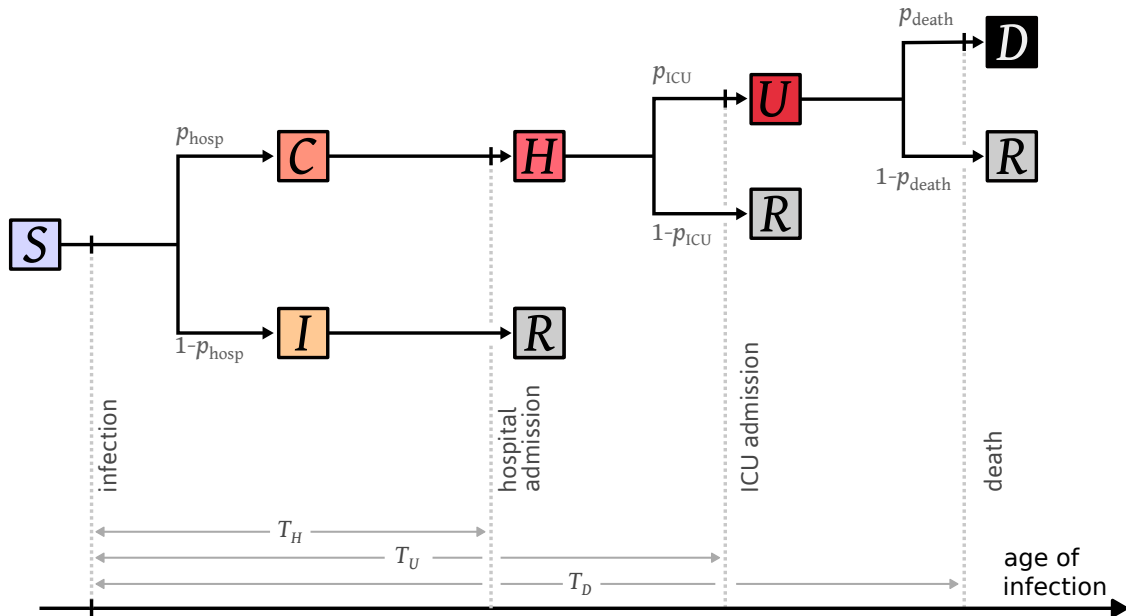 p_death
D
p_ICU
U
p_hosp
C
H
R
1-p_death
R
1-p_ICU
S
I
R
1-p_hosp
infection
hospital
admission
ICU admission
death
T_H
T_U
T_D
age of
infection